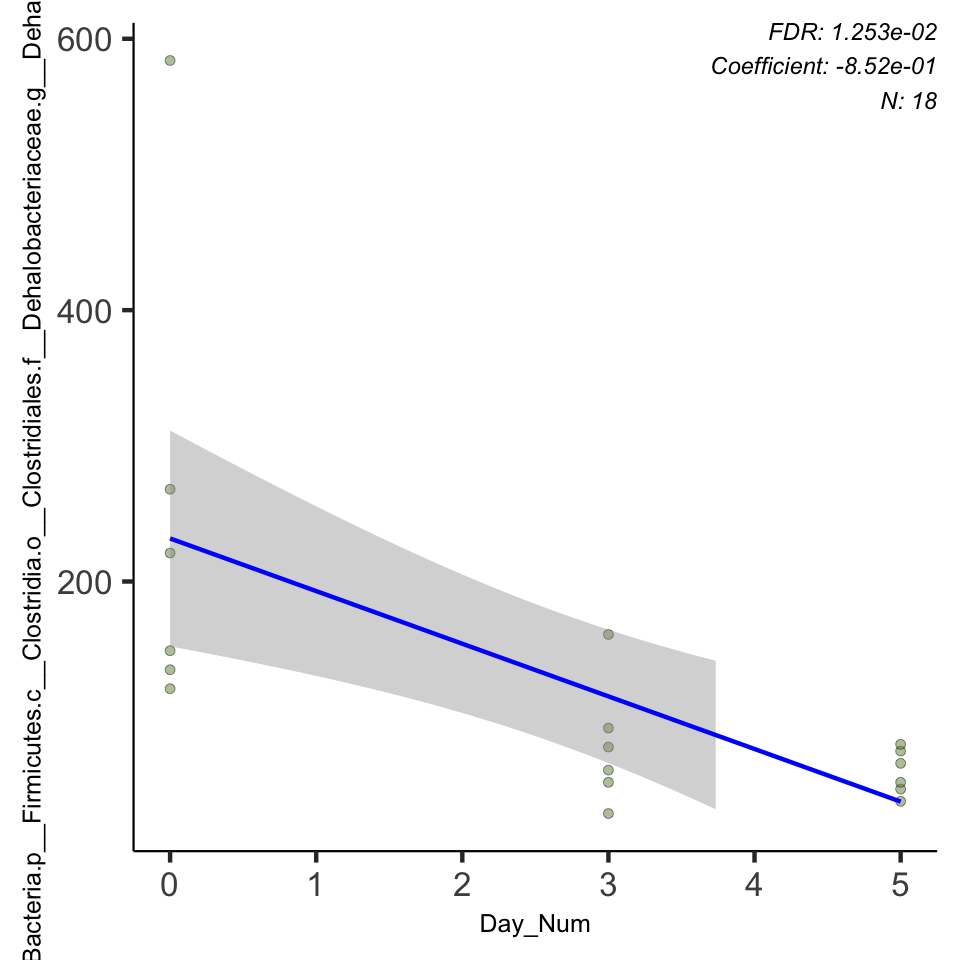 FDR: 1.253e-02
Coefficient: -8.52e-01
N: 18
Bacteria.p__Firmicutes.c__Clostridia.o__Clostridiales.f__Dehalobacteriaceae.g__Deha
600
400
200
0 1 2 3 4 5
Day_Num